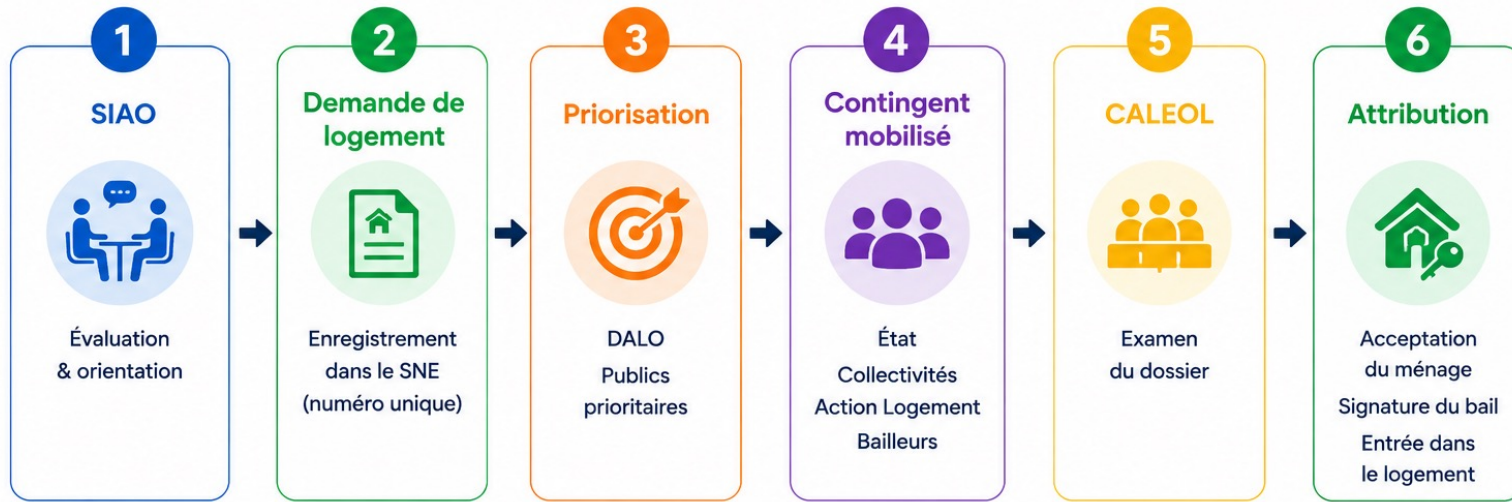 1
SIAO
Évaluation
& orientation
2
Demande de
logement
Enregistrement
dans le SNE
(numéro unique)
3
Priorisation
DALO
Publics
prioritaires
4
Contingent
mobilisé
État
Collectivités
Action Logement
Bailleurs
5
CALEOL
Examen
du dossier
6
Attribution
Acceptation
du ménage
Signature du bail
Entrée dans
le logement